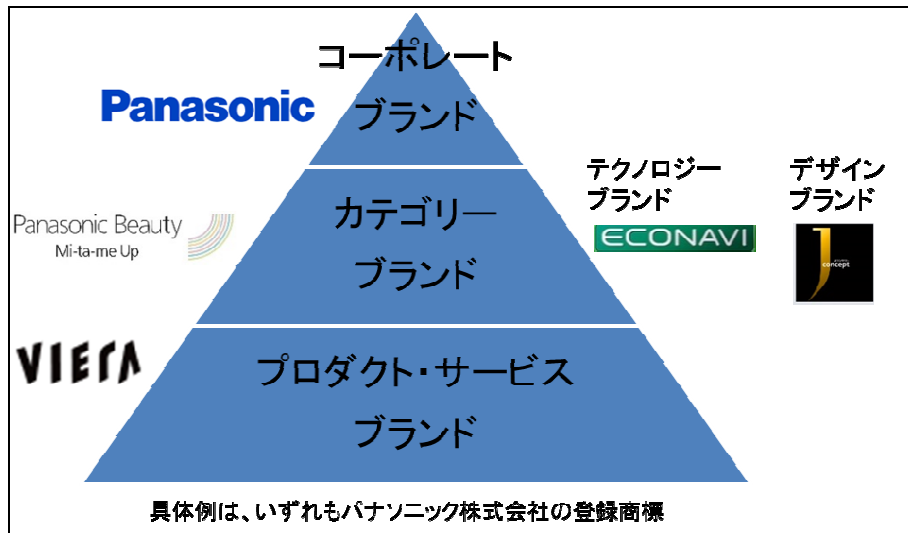 コーポレート
ブランド
Panasonic
カテゴリー
ブランド
Panasonic Beauty
Mi-ta-me Up
テクノロジー
ブランド
ECONAVI
デザイン
ブランド
J
concept
プロダクト・サービス
ブランド
VIERA
具体例は、いずれもパナソニック株式会社の登録商標